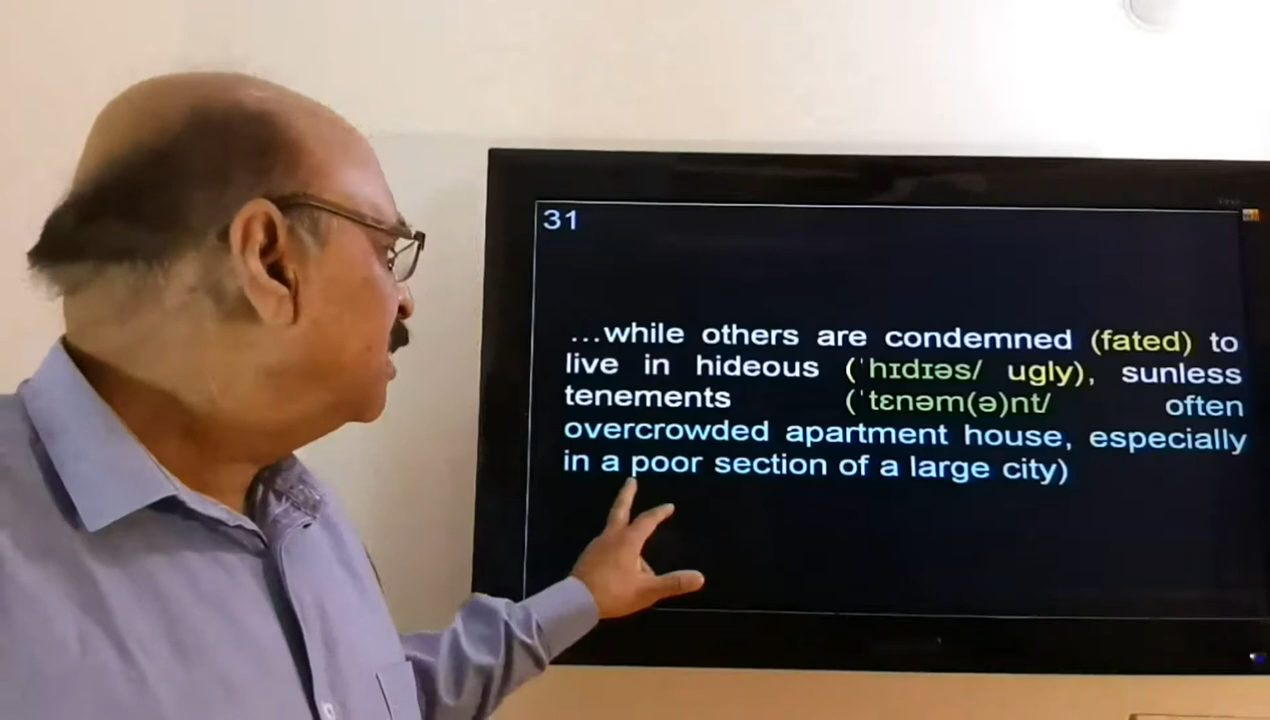 31
...while others are condemned (fated) to
live in hideous (ˈhɪdɪəs/ ugly), sunless
tenements (ˈtɛnəm(ə)nt/ often
overcrowded apartment house, especially
in a poor section of a large city)